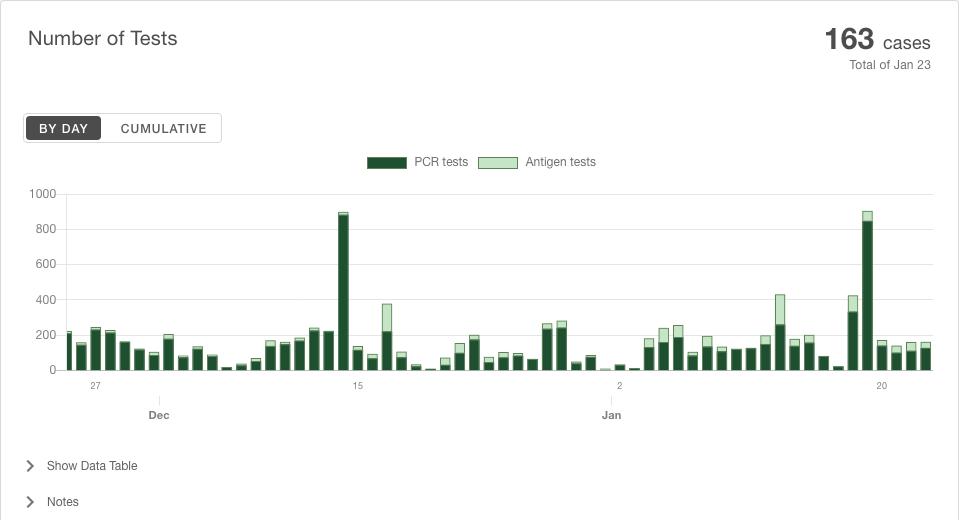 Number of Tests
163 cases
Total of Jan 23
BY DAY CUMULATIVE
PCR tests Antigen tests
1000
800
600
400
200
0
27 15 2 20
Dec Jan
Show Data Table
Notes